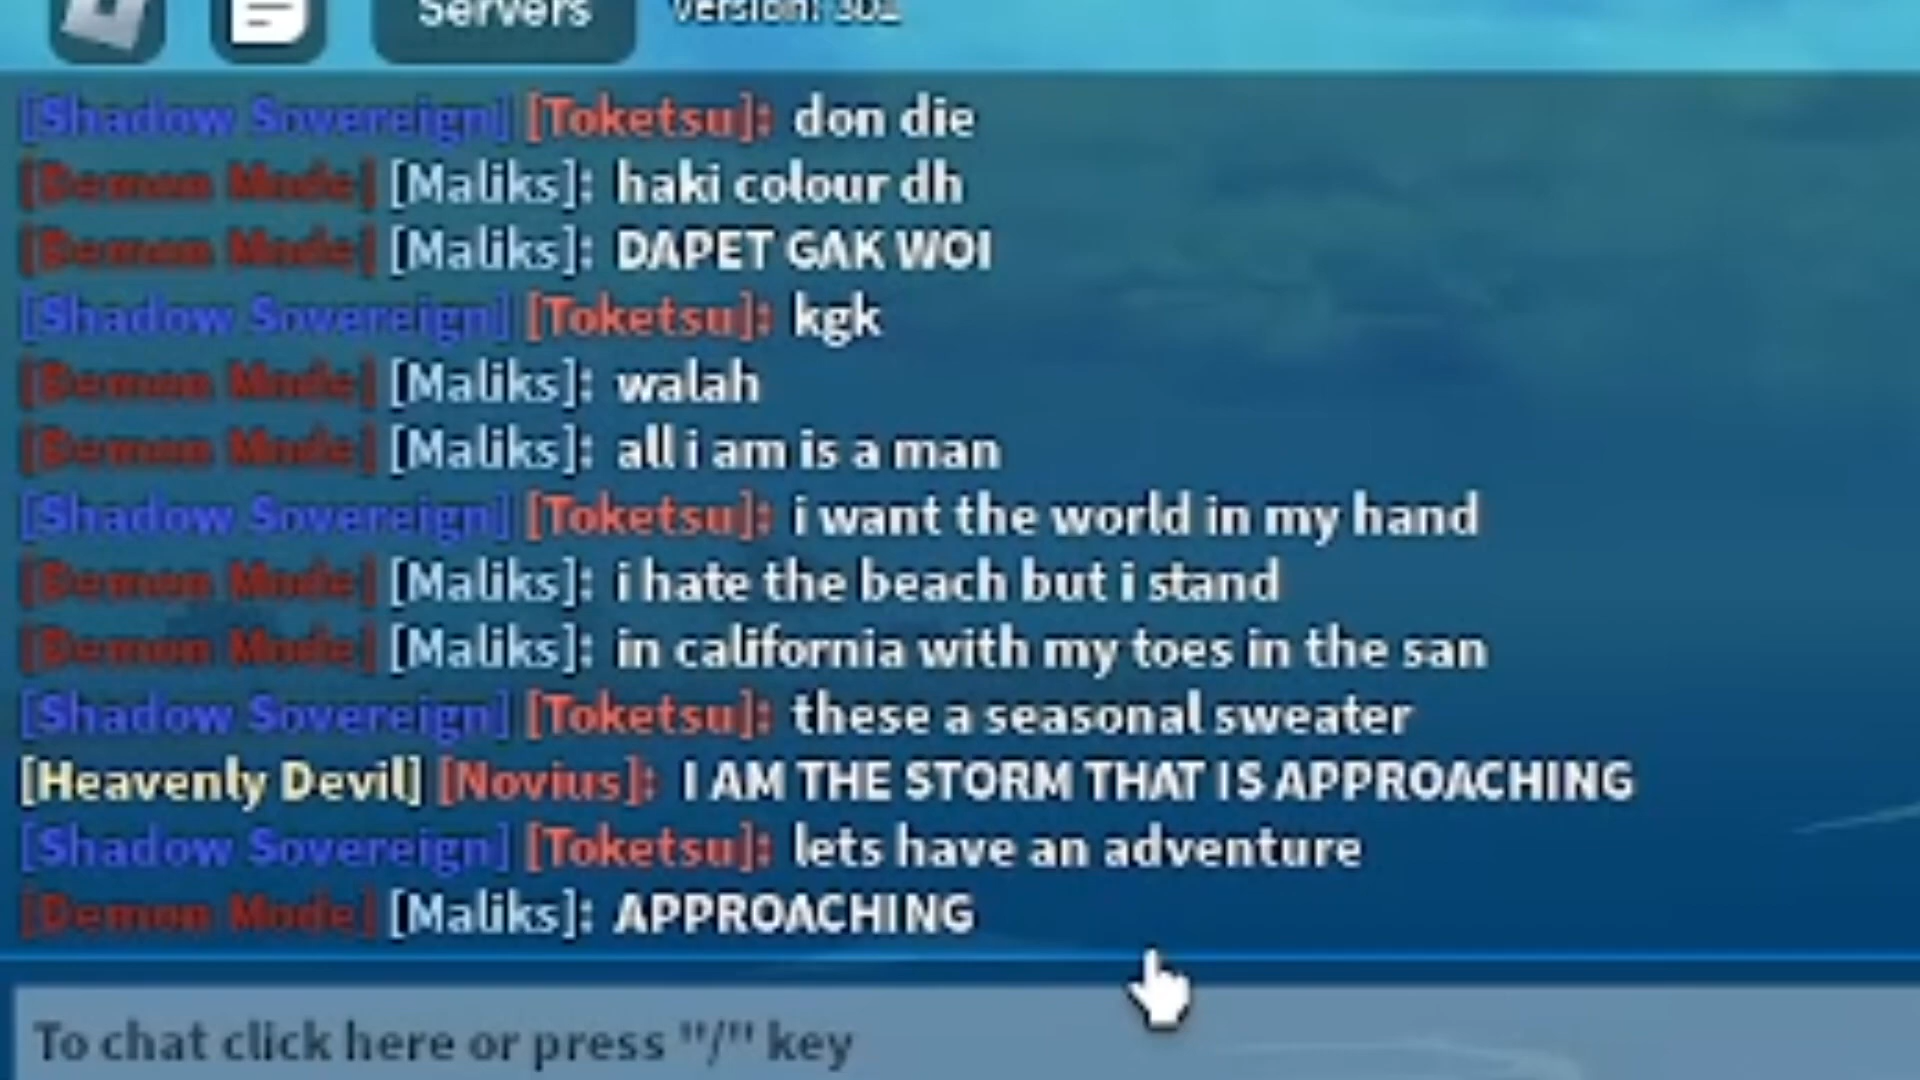 Servers
Version: 302
[Shadow Sovereign] [Toketsu]: don die
[Demon Mode] [Maliks]: haki colour dh
[Demon Mode] [Maliks]: DAPET GAK WOI
[Shadow Sovereign] [Toketsu]: kgk
[Demon Mode] [Maliks]: walah
[Demon Mode] [Maliks]: all i am is a man
[Shadow Sovereign] [Toketsu]: i want the world in my hand
[Demon Mode] [Maliks]: i hate the beach but i stand
[Demon Mode] [Maliks]: in california with my toes in the san
[Shadow Sovereign] [Toketsu]: these a seasonal sweater
[Heavenly Devil] [Novius]: I AM THE STORM THAT IS APPROACHING
[Shadow Sovereign] [Toketsu]: lets have an adventure
[Demon Mode] [Maliks]: APPROACHING
To chat click here or press "/" key